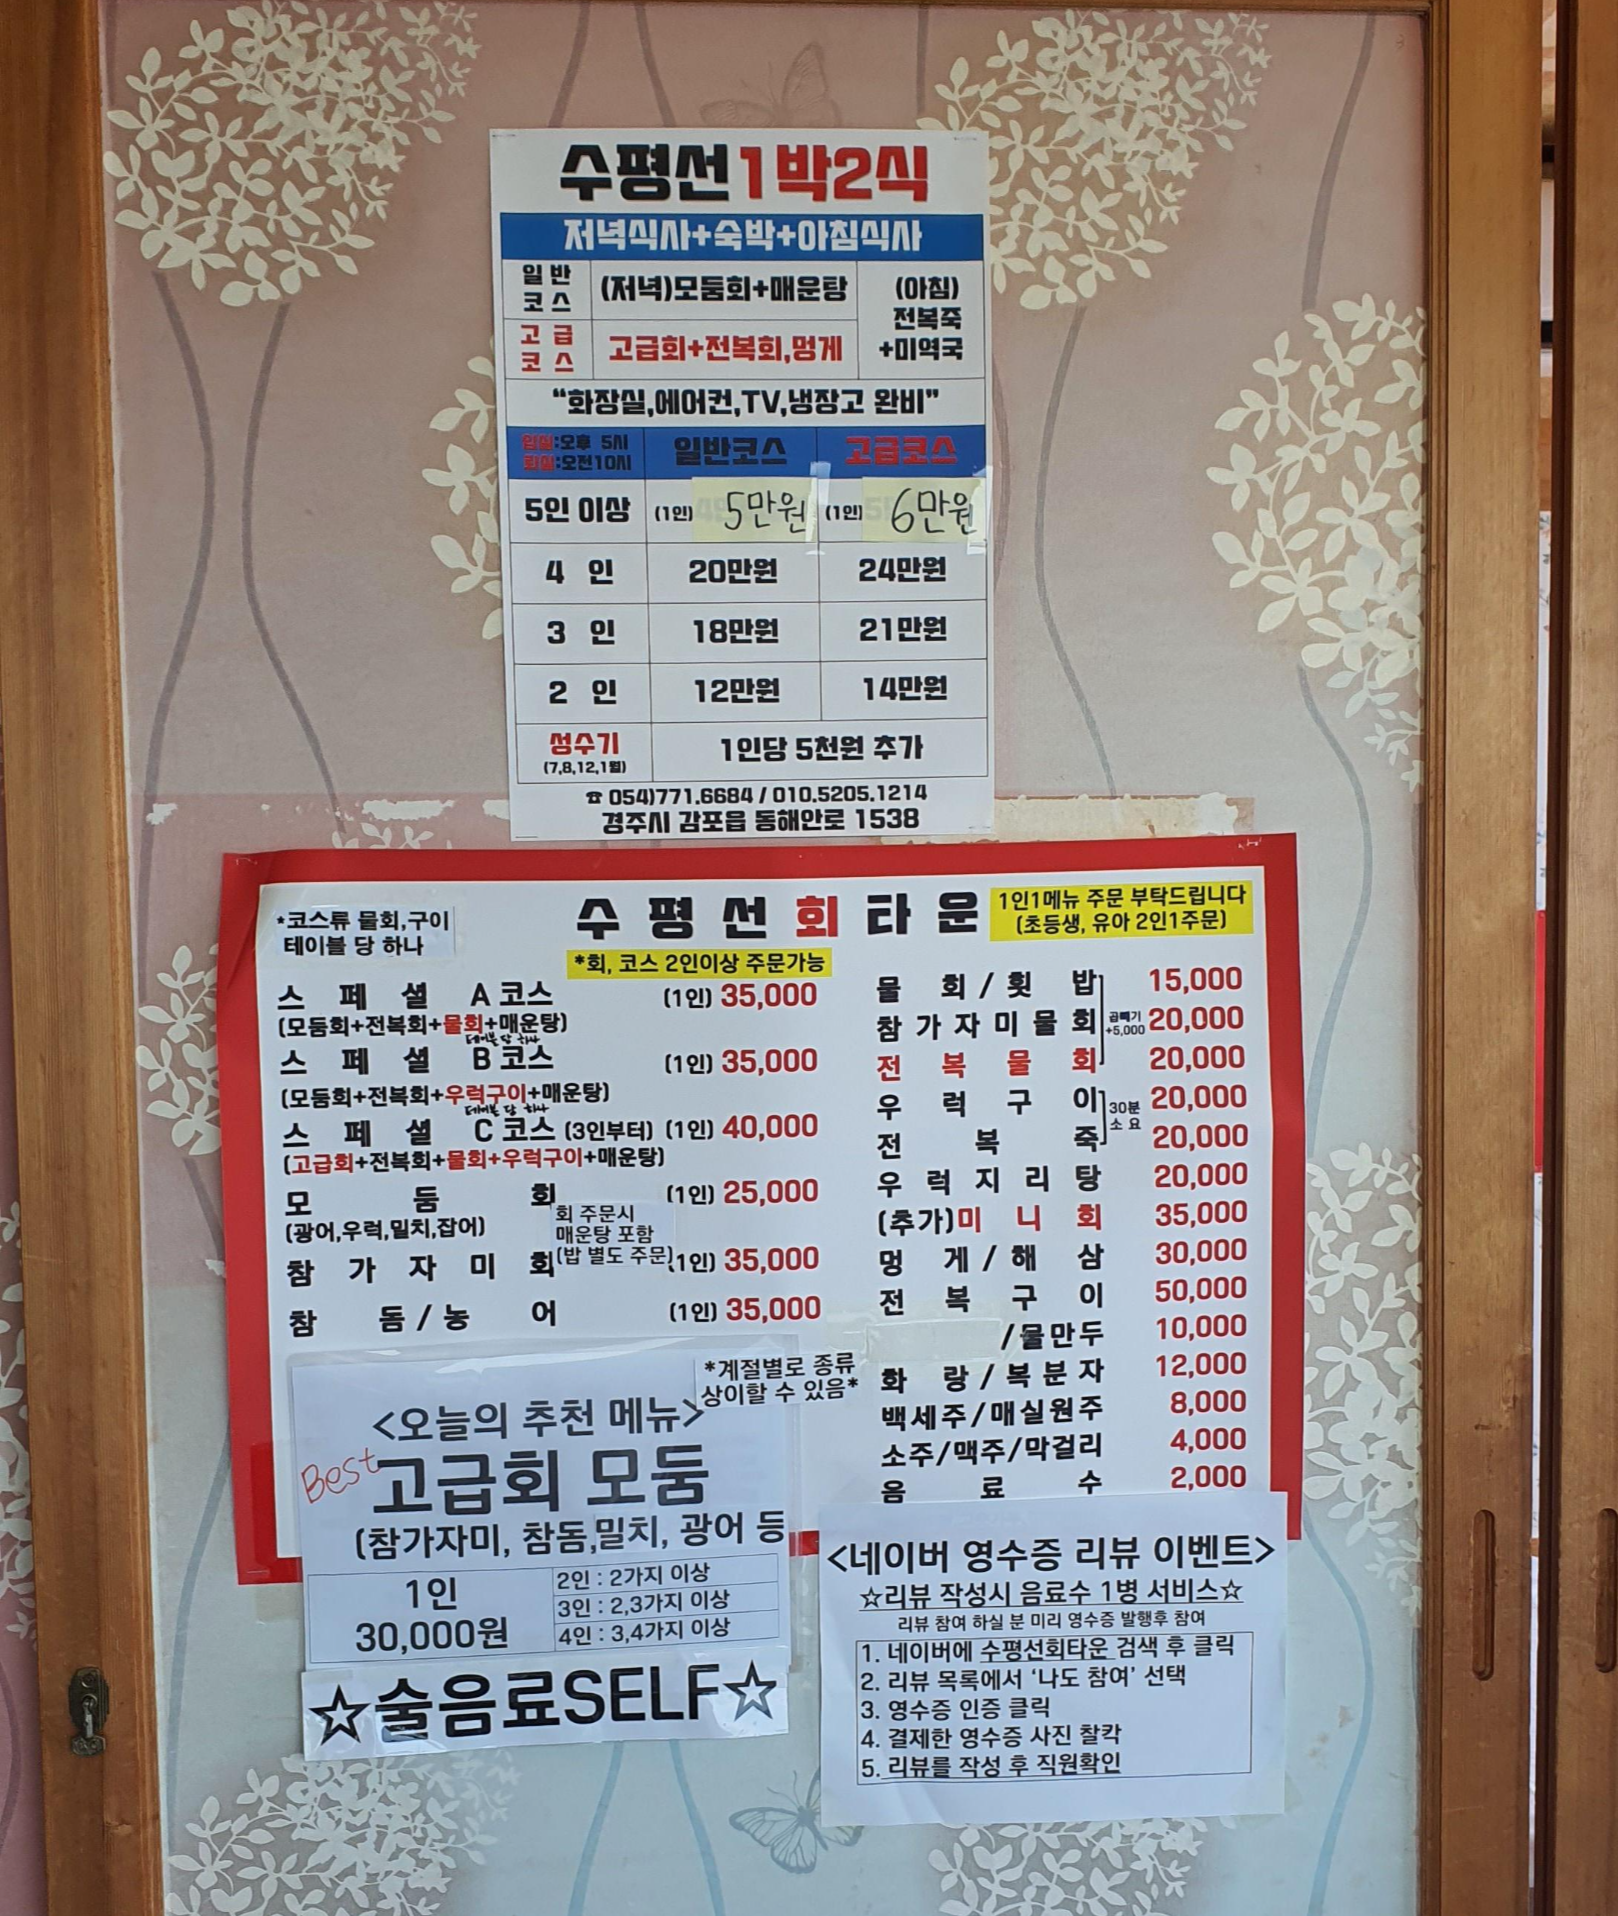 수평선1박2식
저녁식사+숙박+아침식사
일반코스
(저녁)모둠회+매운탕
고급코스
고급회+전복회,멍게
(아침)
전복죽
+미역국
“화장실,에어컨,TV,냉장고 완비”
입실:오후 5시
퇴실:오전10시
일반코스 고급코스
5인 이상 (1인) 5만원 (1인) 6만원
4 인 20만원 24만원
3 인 18만원 21만원
2 인 12만원 14만원
성수기
(7,8,12,1월)
1인당 5천원 추가
☎ 054)771.6684 / 010.5205.1214
경주시 감포읍 동해안로 1538
*코스류 물회,구이
테이블 당 하나
수평선회타운
1인1메뉴 주문 부탁드립니다
(초등생, 유아 2인1주문)
*회, 코스 2인이상 주문가능
스페셜 A코스 (1인) 35,000
(모둠회+전복회+물회+매운탕)
테이블 당 하나
스페셜 B코스 (1인) 35,000
(모둠회+전복회+우럭구이+매운탕)
테이블 당 하나
스페셜 C코스 (3인부터) (1인) 40,000
(고급회+전복회+물회+우럭구이+매운탕)
모둠회 (1인) 25,000
(광어,우럭,밀치,잡어)
회 주문시
매운탕 포함
(밥 별도 주문)
참가자미회 (1인) 35,000
참돔/농어 (1인) 35,000
*계절별로 종류
상이할 수 있음*
물회/횟밥 15,000
참가자미물회 20,000
곱빼기
+5,000
전복물회 20,000
우럭구이 20,000
30분
소요
전복죽 20,000
우럭지리탕 20,000
(추가)미니회 35,000
멍게/해삼 30,000
전복구이 50,000
/물만두 10,000
화랑/복분자 12,000
백세주/매실원주 8,000
소주/맥주/막걸리 4,000
음료수 2,000
<오늘의 추천 메뉴>
Best
고급회 모둠
(참가자미, 참돔,밀치, 광어 등
1인
30,000원
2인 : 2가지 이상
3인 : 2,3가지 이상
4인 : 3,4가지 이상
☆술음료SELF☆
<네이버 영수증 리뷰 이벤트>
☆리뷰 작성시 음료수 1병 서비스☆
리뷰 참여 하실 분 미리 영수증 발행후 참여
1. 네이버에 수평선회타운 검색 후 클릭
2. 리뷰 목록에서 ‘나도 참여’ 선택
3. 영수증 인증 클릭
4. 결제한 영수증 사진 찰칵
5. 리뷰를 작성 후 직원확인